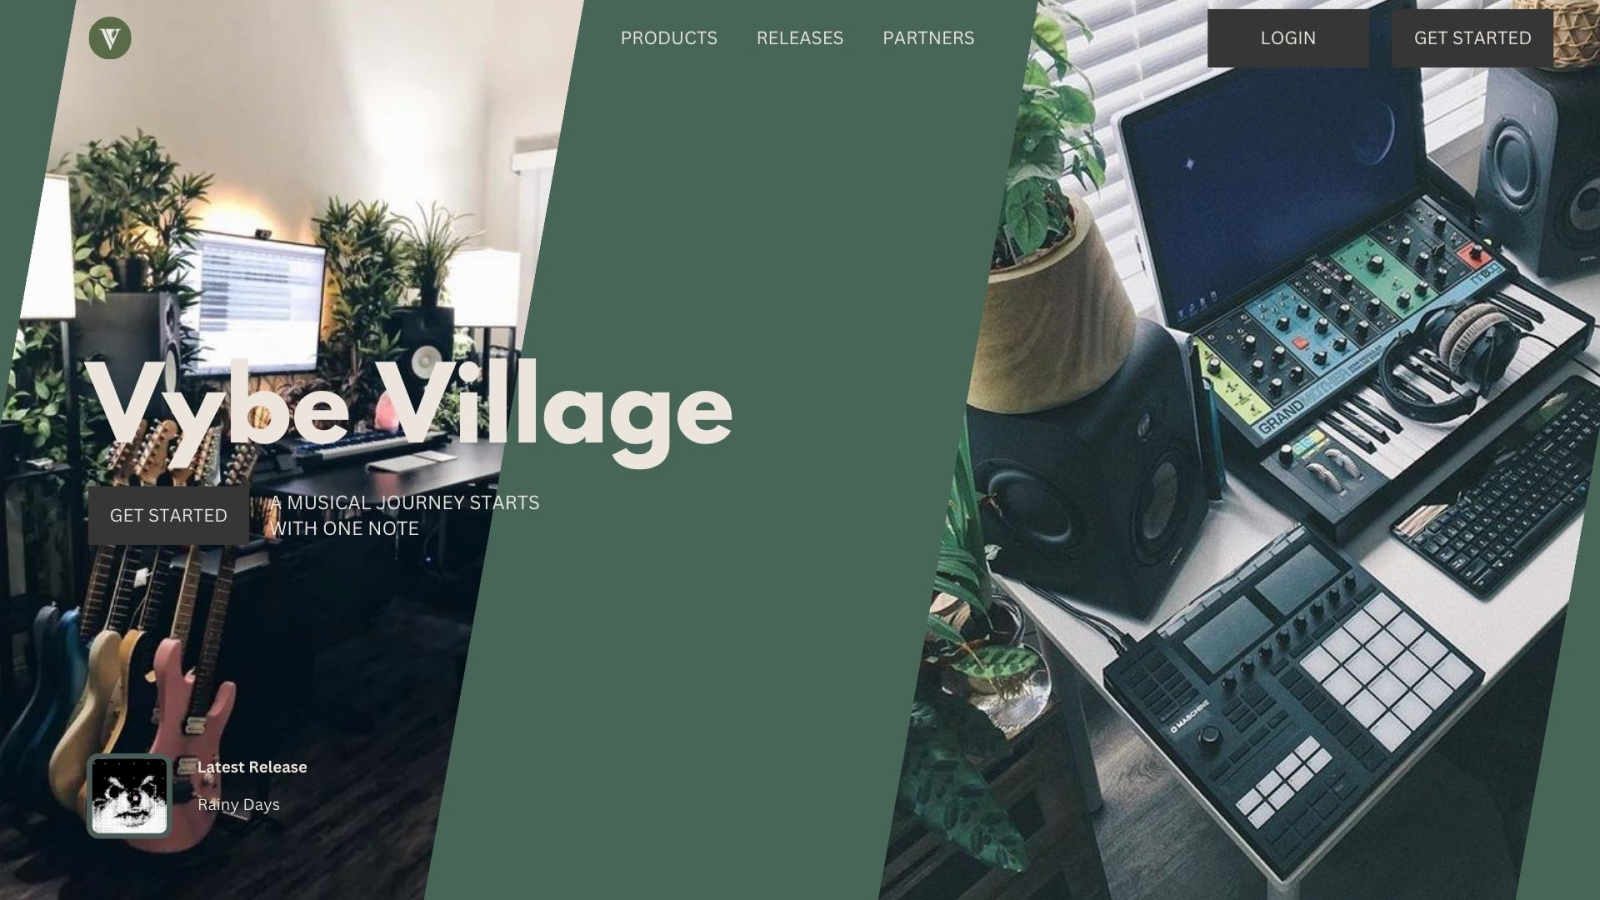 PRODUCTS
RELEASES
PARTNERS
LOGIN
GET STARTED
Vybe Village
GET STARTED
A MUSICAL JOURNEY STARTS
WITH ONE NOTE
Latest Release
Rainy Days
moog
GRANDMOTHER
MASCHINE